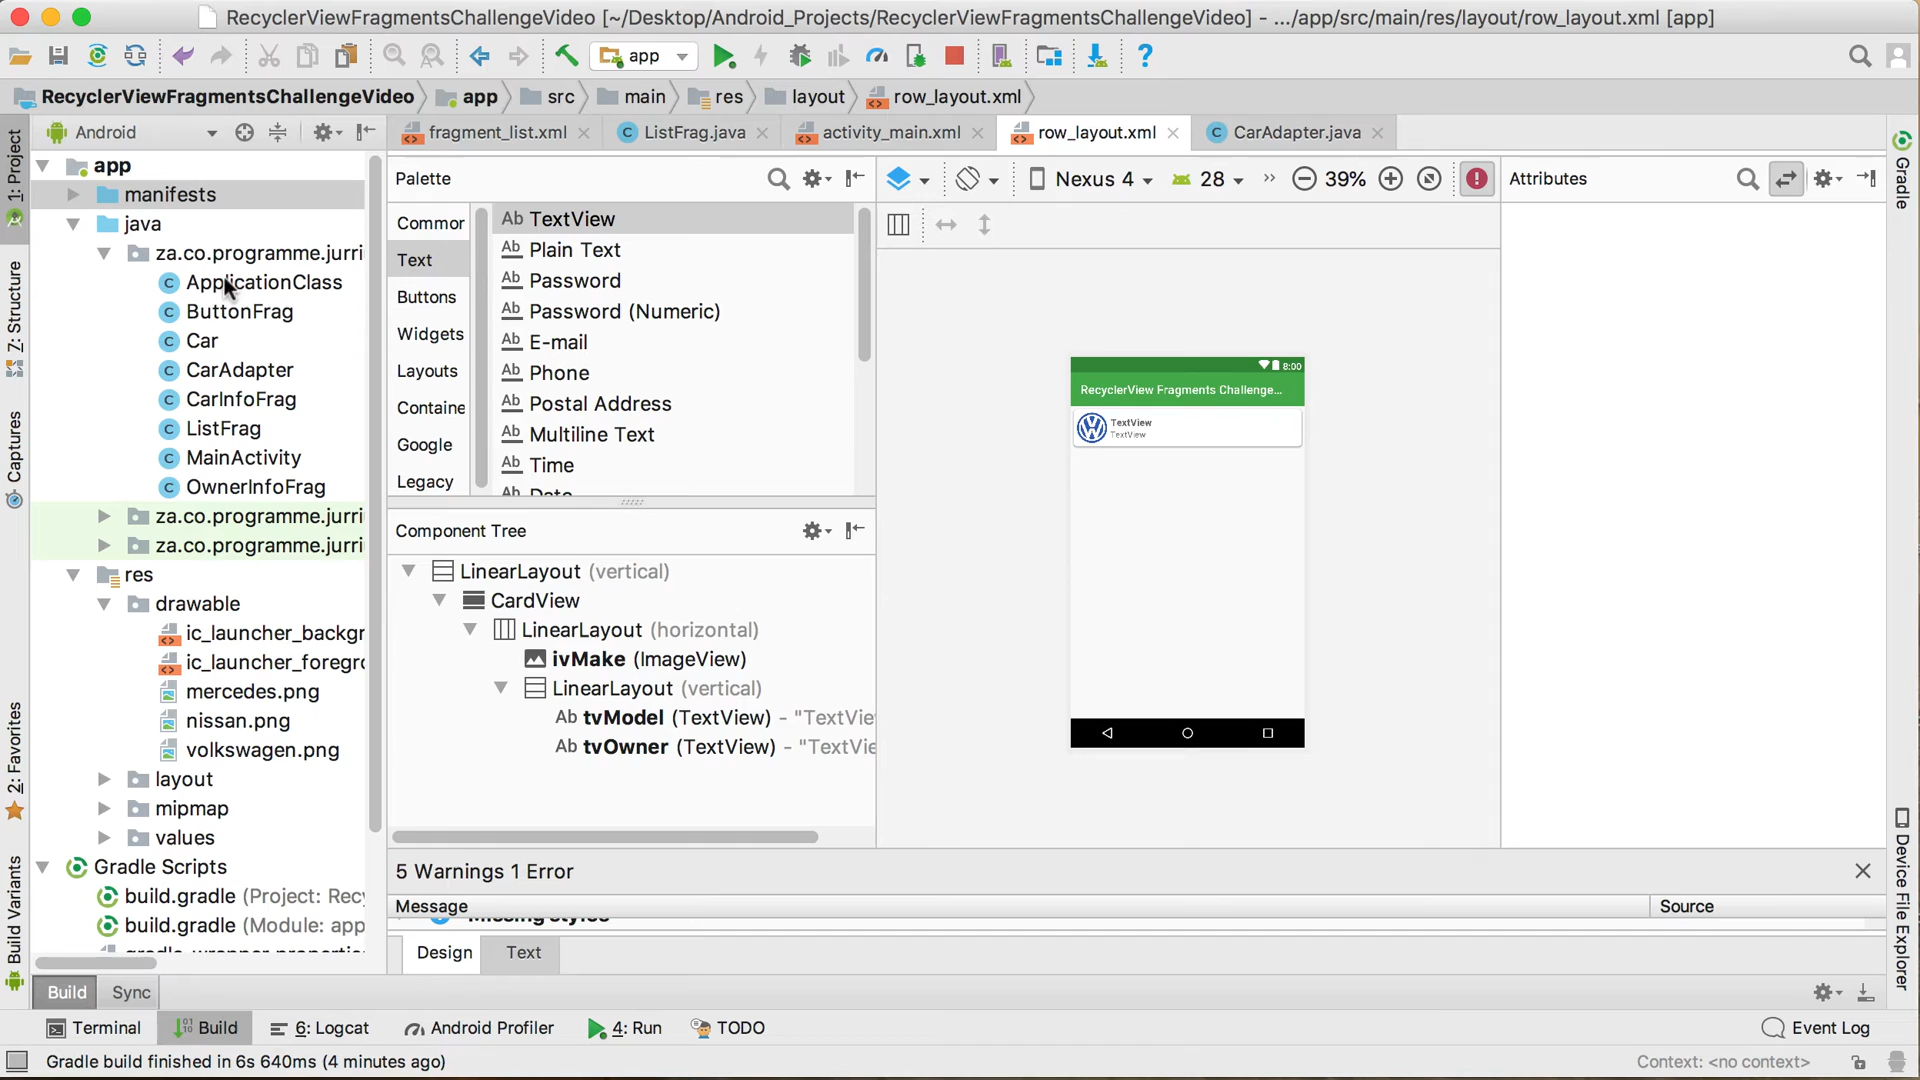 RecyclerViewFragmentsChallengeVideo [~/Desktop/Android_Projects/RecyclerViewFragmentsChallengeVideo] - .../app/src/main/res/layout/row_layout.xml [app]
app
RecyclerViewFragmentsChallengeVideo app src main res layout row_layout.xml
1: Project
Z: Structure
Captures
2: Favorites
Build Variants
Android
app
manifests
java
za.co.programme.jurri
ApplicationClass
ButtonFrag
Car
CarAdapter
CarInfoFrag
ListFrag
MainActivity
OwnerInfoFrag
za.co.programme.jurri
za.co.programme.jurri
res
drawable
ic_launcher_backgr
ic_launcher_foregro
mercedes.png
nissan.png
volkswagen.png
layout
mipmap
values
Gradle Scripts
build.gradle (Project: Recy
build.gradle (Module: app
fragment_list.xml ListFrag.java activity_main.xml row_layout.xml CarAdapter.java
Palette
Common
Text
Buttons
Widgets
Layouts
Containe
Google
Legacy
Ab TextView
Ab Plain Text
Ab Password
Ab Password (Numeric)
Ab E-mail
Ab Phone
Ab Postal Address
Ab Multiline Text
Ab Time
Ab Date
Component Tree
LinearLayout (vertical)
CardView
LinearLayout (horizontal)
ivMake (ImageView)
LinearLayout (vertical)
Ab tvModel (TextView) - "TextVie
Ab tvOwner (TextView) - "TextVie
Nexus 4 28 39%
8:00
RecyclerView Fragments Challenge...
TextView
TextView
Attributes
Gradle
Device File Explorer
5 Warnings 1 Error
Message Source
Missing styles
Design Text
Build Sync
Terminal Build 6: Logcat Android Profiler 4: Run TODO Event Log
Gradle build finished in 6s 640ms (4 minutes ago) Context: <no context>